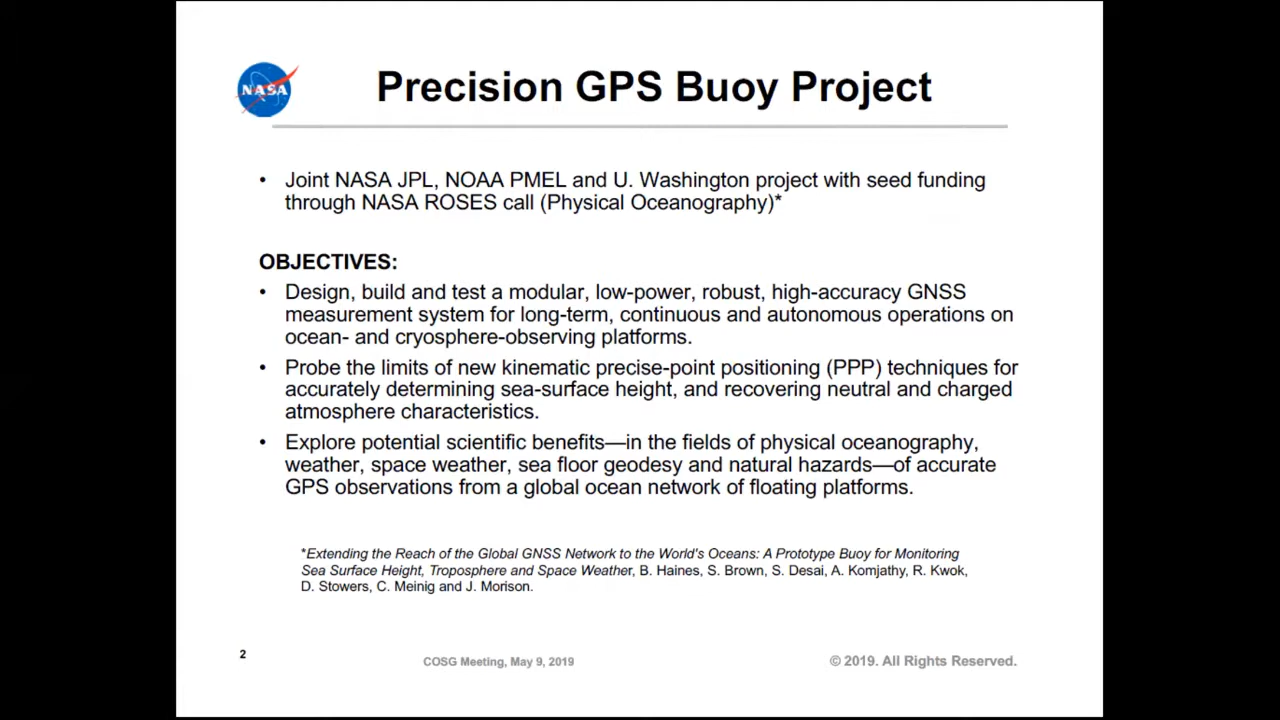 NASA
Precision GPS Buoy Project
• Joint NASA JPL, NOAA PMEL and U. Washington project with seed funding
through NASA ROSES call (Physical Oceanography)*
OBJECTIVES:
• Design, build and test a modular, low-power, robust, high-accuracy GNSS
measurement system for long-term, continuous and autonomous operations on
ocean- and cryosphere-observing platforms.
• Probe the limits of new kinematic precise-point positioning (PPP) techniques for
accurately determining sea-surface height, and recovering neutral and charged
atmosphere characteristics.
• Explore potential scientific benefits—in the fields of physical oceanography,
weather, space weather, sea floor geodesy and natural hazards—of accurate
GPS observations from a global ocean network of floating platforms.
*Extending the Reach of the Global GNSS Network to the World's Oceans: A Prototype Buoy for Monitoring
Sea Surface Height, Troposphere and Space Weather, B. Haines, S. Brown, S. Desai, A. Komjathy, R. Kwok,
D. Stowers, C. Meinig and J. Morison.
2
COSG Meeting, May 9, 2019
© 2019. All Rights Reserved.